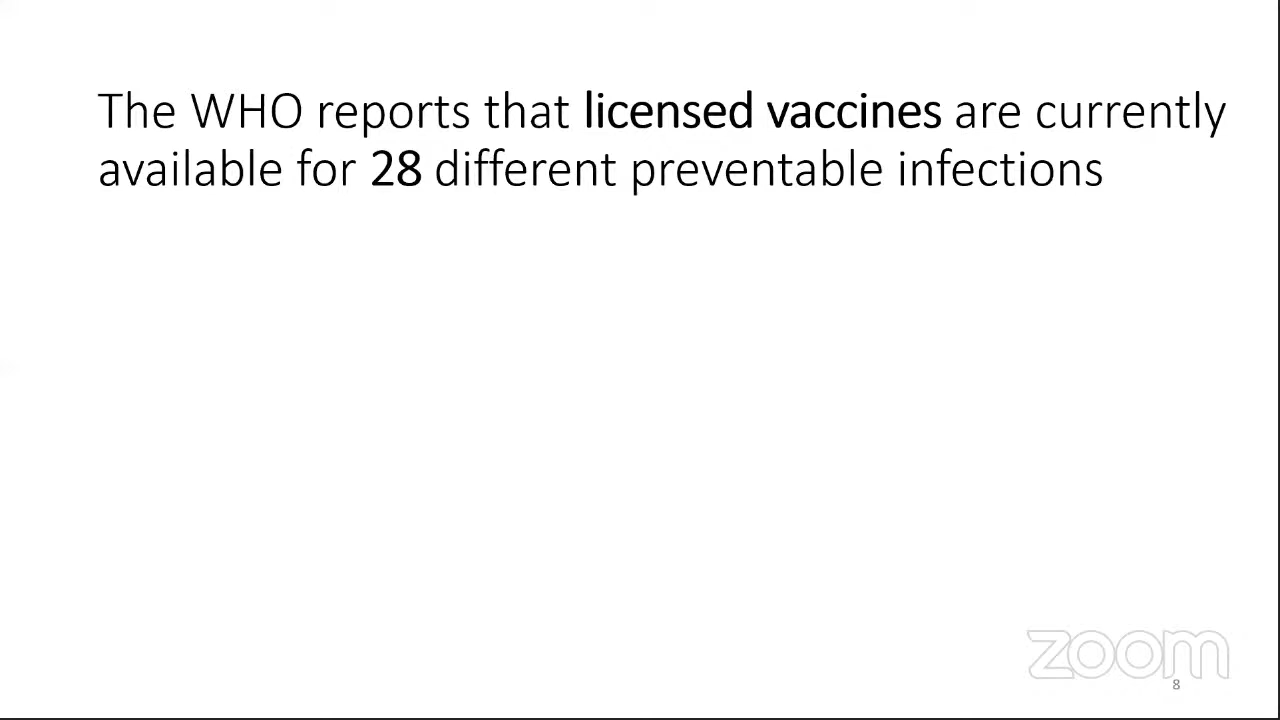 The WHO reports that licensed vaccines are currently
available for 28 different preventable infections
zoom
8